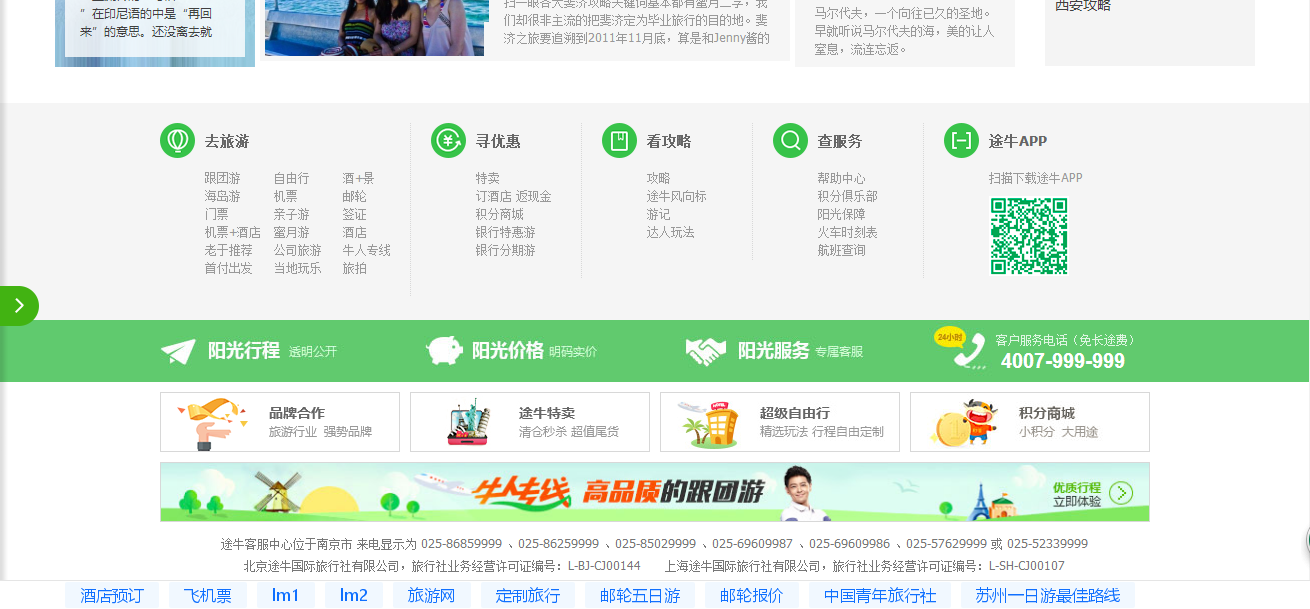 ”在印尼语的中是“再回
来”的意思。还没离去就
们却很非主流的把斐济定为毕业旅行的目的地。斐
济之旅要追溯到2011年11月底，算是和Jenny酱的
马尔代夫，一个向往已久的圣地。
早就听说马尔代夫的海，美的让人
窒息，流连忘返。
西安攻略
去旅游
跟团游 自由行 酒+景
海岛游 机票 邮轮
门票 亲子游 签证
机票+酒店 蜜月游 酒店
老于推荐 公司旅游 牛人专线
首付出发 当地玩乐 旅拍
寻优惠
特卖
订酒店 返现金
积分商城
银行特惠游
银行分期游
看攻略
攻略
途牛风向标
游记
达人玩法
查服务
帮助中心
积分俱乐部
阳光保障
火车时刻表
航班查询
途牛APP
扫描下载途牛APP
阳光行程 透明公开
阳光价格 明码实价
阳光服务 专属客服
24小时
客户服务电话（免长途费）
4007-999-999
品牌合作
旅游行业 强势品牌
途牛特卖
清仓秒杀 超值尾货
HOTEL
超级自由行
精选玩法 行程自由定制
积分商城
小积分 大用途
牛人专线 高品质的跟团游
优质行程
立即体验
途牛客服中心位于南京市 来电显示为 025-86859999 、025-86259999 、025-85029999 、025-69609987 、025-69609986 、025-57629999 或 025-52339999
北京途牛国际旅行社有限公司，旅行社业务经营许可证编号：L-BJ-CJ00144 上海途牛国际旅行社有限公司，旅行社业务经营许可证编号：L-SH-CJ00107
酒店预订 飞机票 lm1 lm2 旅游网 定制旅行 邮轮五日游 邮轮报价 中国青年旅行社 苏州一日游最佳路线